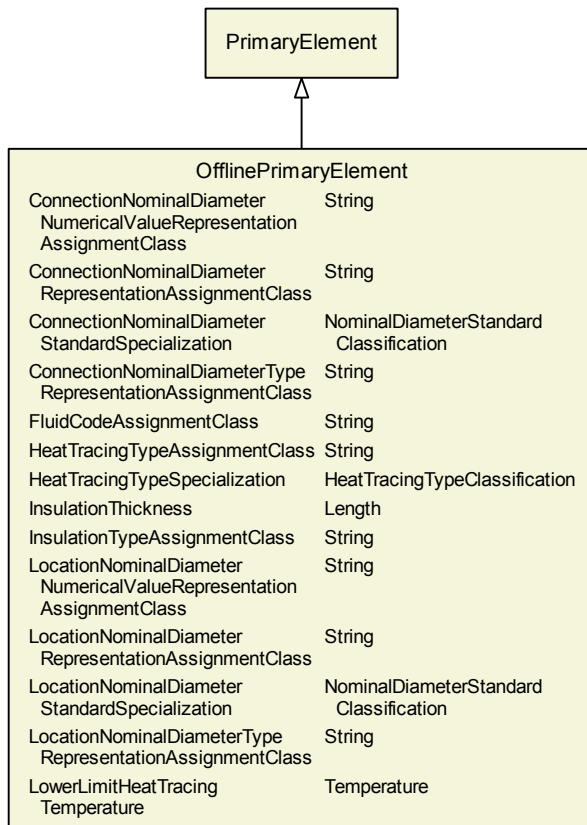 PrimaryElement
OfflinePrimaryElement
ConnectionNominalDiameter String
NumericalValueRepresentation
AssignmentClass
ConnectionNominalDiameter String
RepresentationAssignmentClass
ConnectionNominalDiameter NominalDiameterStandard
StandardSpecialization Classification
ConnectionNominalDiameterType String
RepresentationAssignmentClass
FluidCodeAssignmentClass String
HeatTracingTypeAssignmentClass String
HeatTracingTypeSpecialization HeatTracingTypeClassification
InsulationThickness Length
InsulationTypeAssignmentClass String
LocationNominalDiameter String
NumericalValueRepresentation
AssignmentClass
LocationNominalDiameter String
RepresentationAssignmentClass
LocationNominalDiameter NominalDiameterStandard
StandardSpecialization Classification
LocationNominalDiameterType String
RepresentationAssignmentClass
LowerLimitHeatTracing Temperature
Temperature